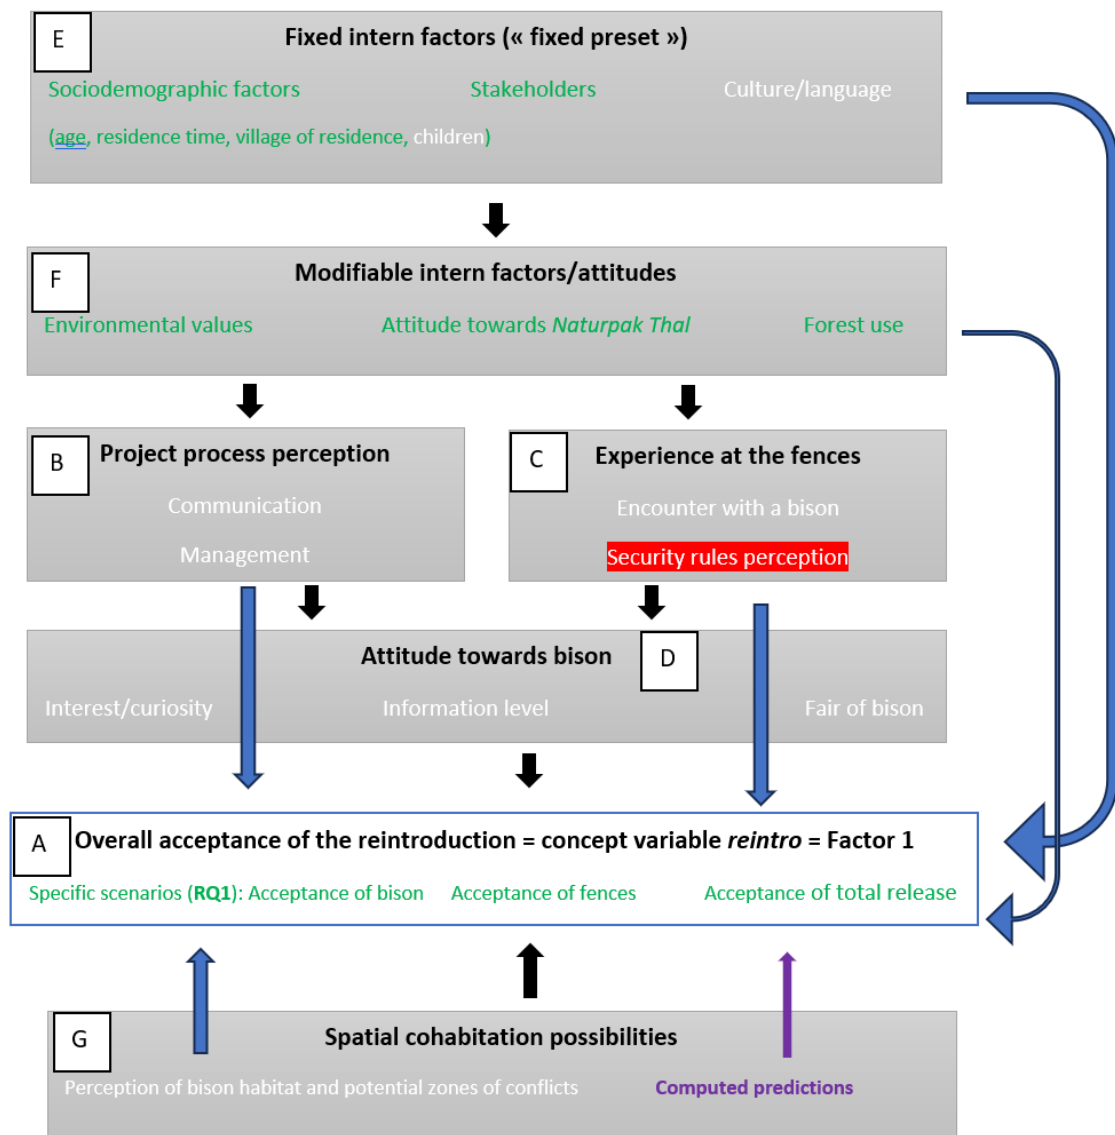 E
Fixed intern factors (« fixed preset »)
Sociodemographic factors Stakeholders Culture/language
(age, residence time, village of residence, children)
F
Modifiable intern factors/attitudes
Environmental values Attitude towards Naturpak Thal Forest use
B
Project process perception
Communication
Management
C
Experience at the fences
Encounter with a bison
Security rules perception
Attitude towards bison
D
Interest/curiosity Information level Fair of bison
A
Overall acceptance of the reintroduction = concept variable reintro = Factor 1
Specific scenarios (RQ1): Acceptance of bison Acceptance of fences Acceptance of total release
G
Spatial cohabitation possibilities
Perception of bison habitat and potential zones of conflicts Computed predictions